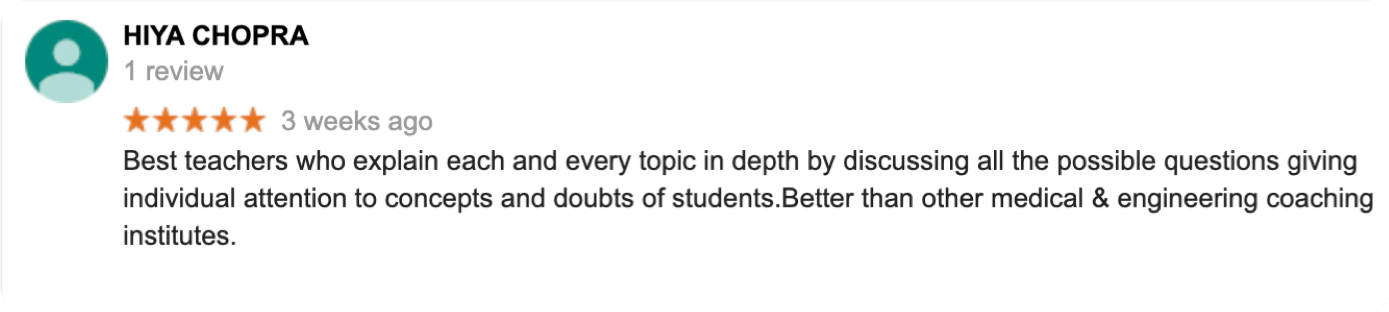 HIYA CHOPRA
1 review
3 weeks ago
Best teachers who explain each and every topic in depth by discussing all the possible questions giving
individual attention to concepts and doubts of students.Better than other medical & engineering coaching
institutes.